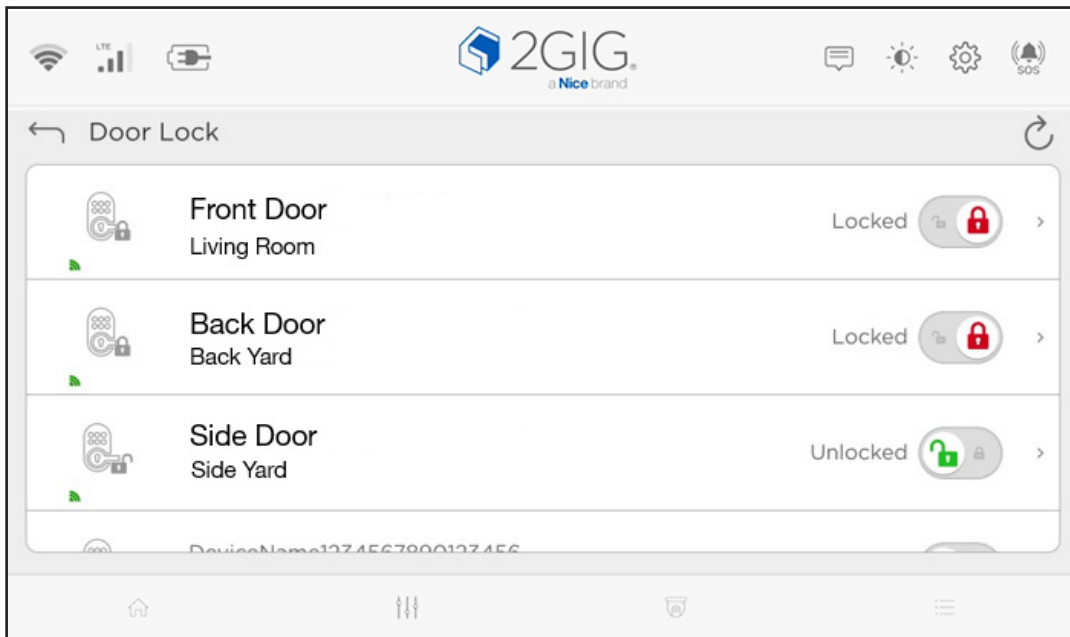 LTE
2GIG®
a Nice brand
SOS
Door Lock
Front Door
Living Room
Locked
Back Door
Back Yard
Locked
Side Door
Side Yard
Unlocked
DeviceName1234567890123456